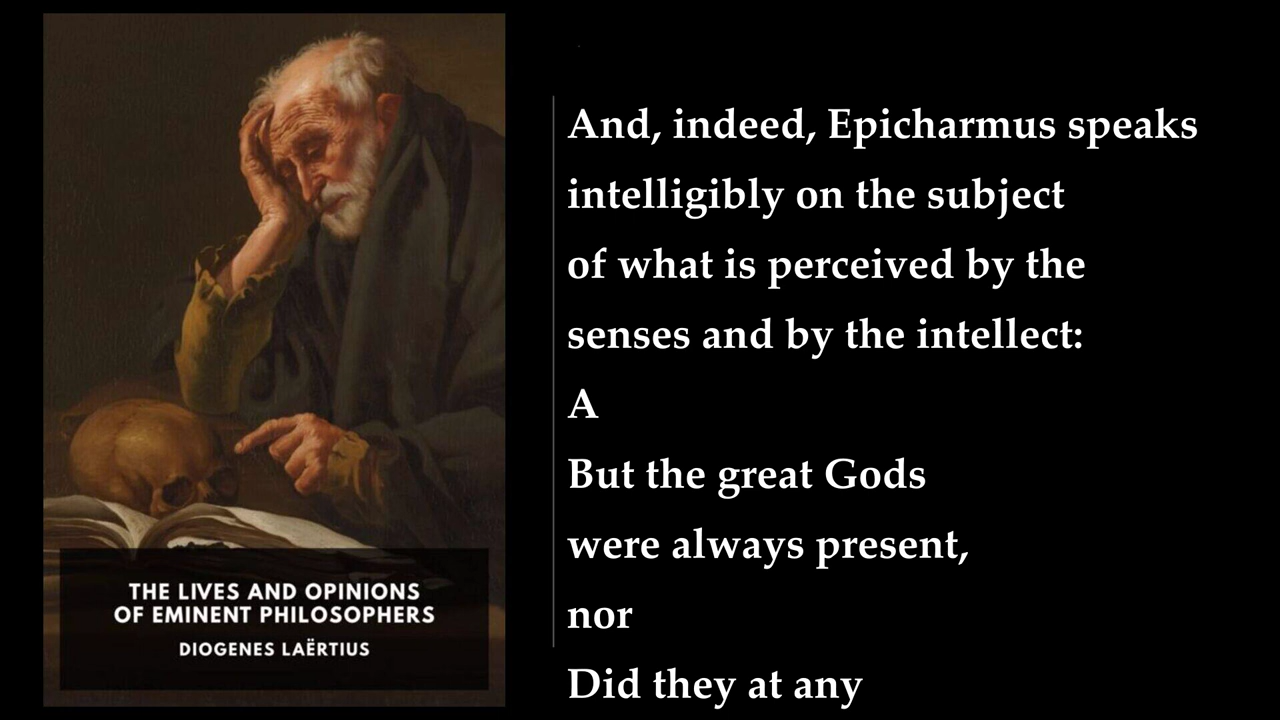 THE LIVES AND OPINIONS
OF EMINENT PHILOSOPHERS
DIOGENES LAËRTIUS
And, indeed, Epicharmus speaks
intelligibly on the subject
of what is perceived by the
senses and by the intellect:
A
But the great Gods
were always present,
nor
Did they at any